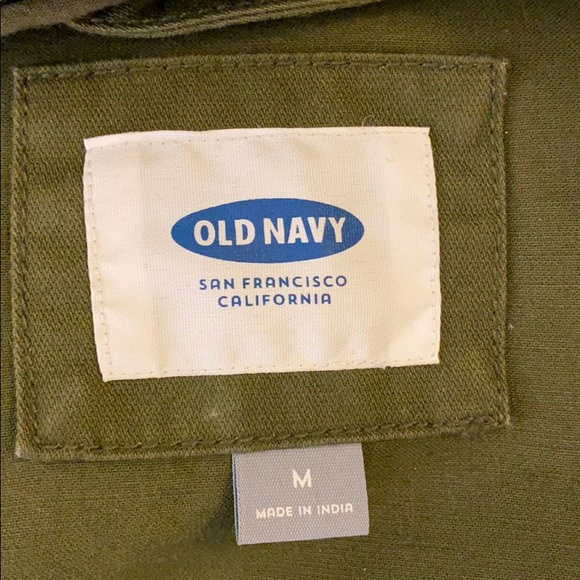 OLD NAVY
SAN FRANCISCO
CALIFORNIA
M
MADE IN INDIA